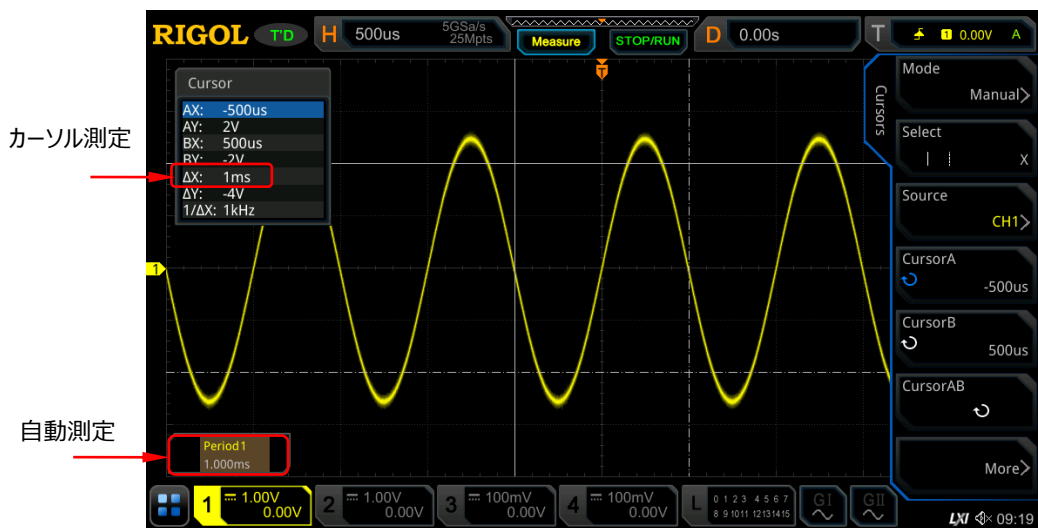 RIGOL T'D H 500us 5GSa/s 25Mpts Measure STOP/RUN D 0.00s T 1 0.00V A
T
Cursor
AX: -500us
AY: 2V
BX: 500us
BY: -2V
ΔX: 1ms
ΔY: -4V
1/ΔX: 1kHz
カーソル測定
1
自動測定
Period1
1.000ms
Cursors
Mode
Manual
Select
X
Source
CH1
CursorA
-500us
CursorB
500us
CursorAB
More
1 1.00V 0.00V
2 1.00V 0.00V
3 100mV 0.00V
4 100mV 0.00V
L 0 1 2 3 4 5 6 7
8 9 10 11 12 13 14 15
GI
GII
LXI 09:19